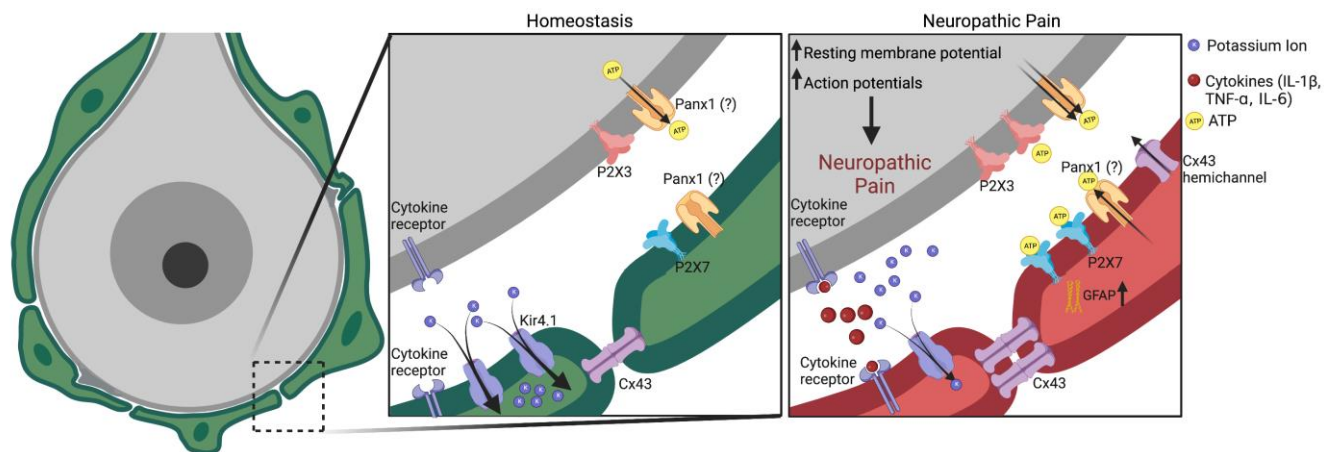 Homeostasis
ATP
Panx1 (?)
ATP
P2X3
Panx1 (?)
Cytokine
receptor
P2X7
K
K
K
Kir4.1
Cytokine
receptor
K
K
K
K
K
Cx43
Neuropathic Pain
↑ Resting membrane potential
↑ Action potentials
Neuropathic
Pain
ATP
ATP
P2X3
Cx43
hemichannel
Panx1 (?)
ATP
Cytokine
receptor
ATP
ATP
P2X7
GFAP ↑
K
K
K
K
K
K
K
K
Cytokine
receptor
K
Cx43
K Potassium Ion
Cytokines (IL-1β,
TNF-α, IL-6)
ATP ATP